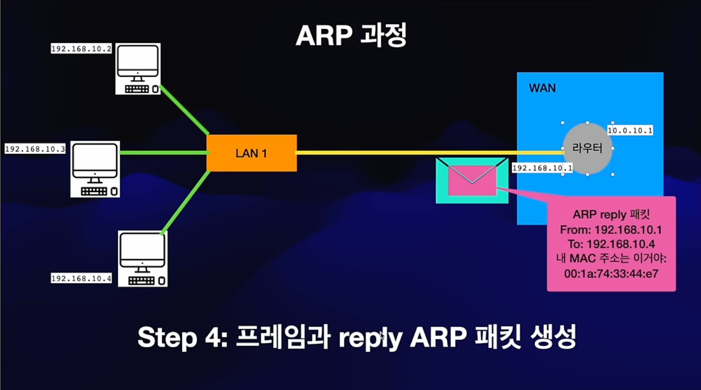 ARP 과정
192.168.10.2
WAN
10.0.10.1
라우터
192.168.10.3
LAN 1
192.168.10.1
ARP reply 패킷
From: 192.168.10.1
To: 192.168.10.4
내 MAC 주소는 이거야:
00:1a:74:33:44:e7
192.168.10.4
Step 4: 프레임과 reply ARP 패킷 생성